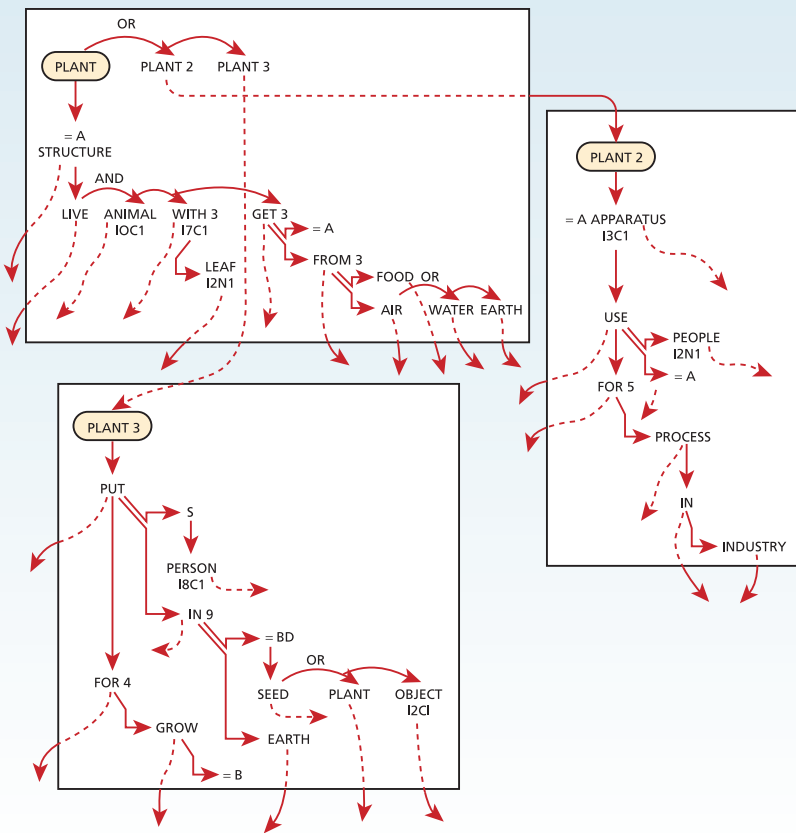 OR
PLANT
PLANT 2
PLANT 3
= A
STRUCTURE
AND
LIVE
ANIMAL
IOC1
WITH 3
I7C1
GET 3
= A
LEAF
I2N1
FROM 3
FOOD OR
AIR
WATER
EARTH
PLANT 2
= A APPARATUS
I3C1
USE
PEOPLE
I2N1
= A
FOR 5
PROCESS
IN
INDUSTRY
PLANT 3
PUT
S
PERSON
I8C1
IN 9
= BD
OR
FOR 4
SEED
PLANT
OBJECT
I2CI
GROW
EARTH
= B